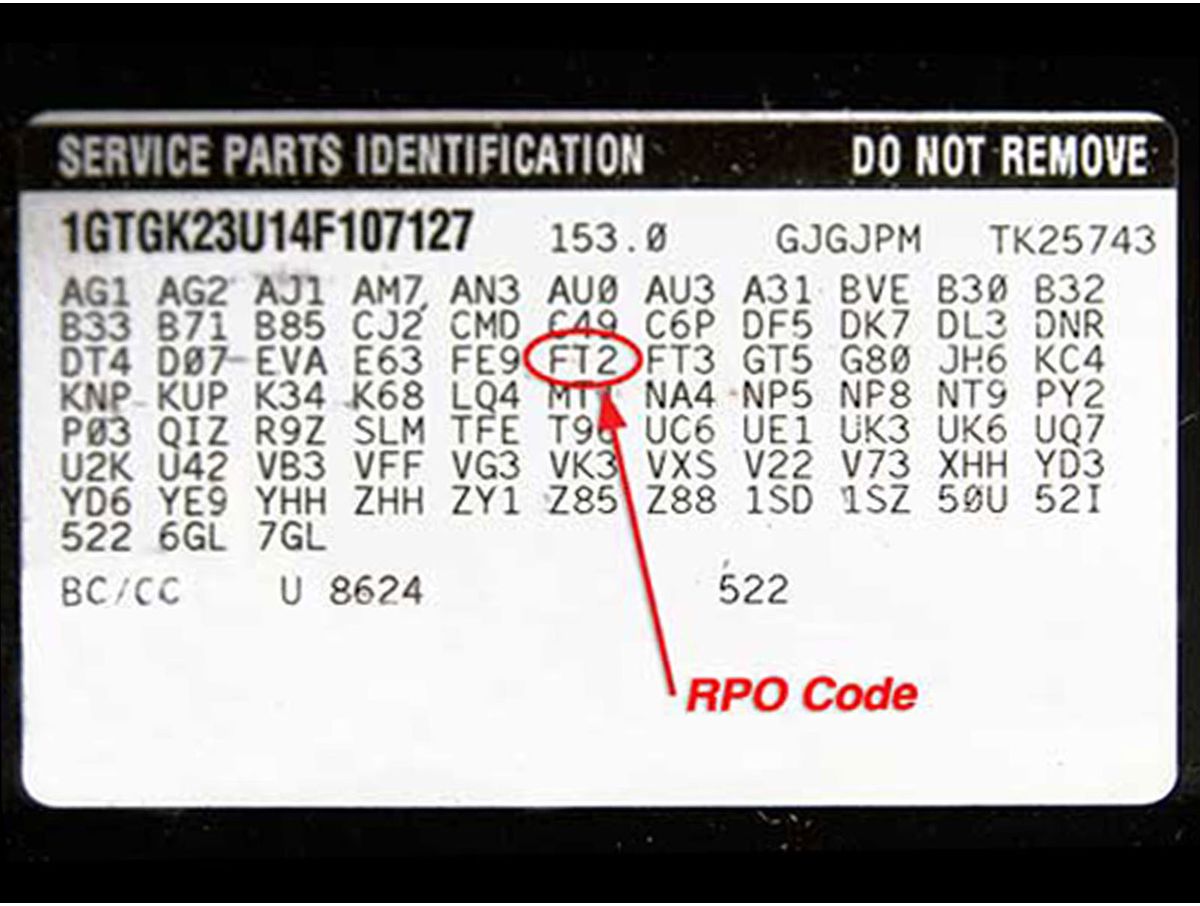 SERVICE PARTS IDENTIFICATION DO NOT REMOVE
1GTGK23U14F107127 153.0 GJGJPM TK25743
AG1 AG2 AJ1 AM7 AN3 AU0 AU3 A31 BVE B30 B32
B33 B71 B85 CJ2 CMD C49 C6P DF5 DK7 DL3 DNR
DT4 D07 EVA E63 FE9 FT2 FT3 GT5 G80 JH6 KC4
KNP KUP K34 K68 LQ4 NA4 NP5 NP8 NT9 PY2
P03 QIZ R9Z SLM TFE T96 UC6 UE1 UK3 UK6 UQ7
U2K U42 VB3 VFF VG3 VK3 VXS V22 V73 XHH YD3
YD6 YE9 YHH ZHH ZY1 Z85 Z88 1SD 1SZ 50U 52I
522 6GL 7GL
BC/CC U 8624 522
RPO Code